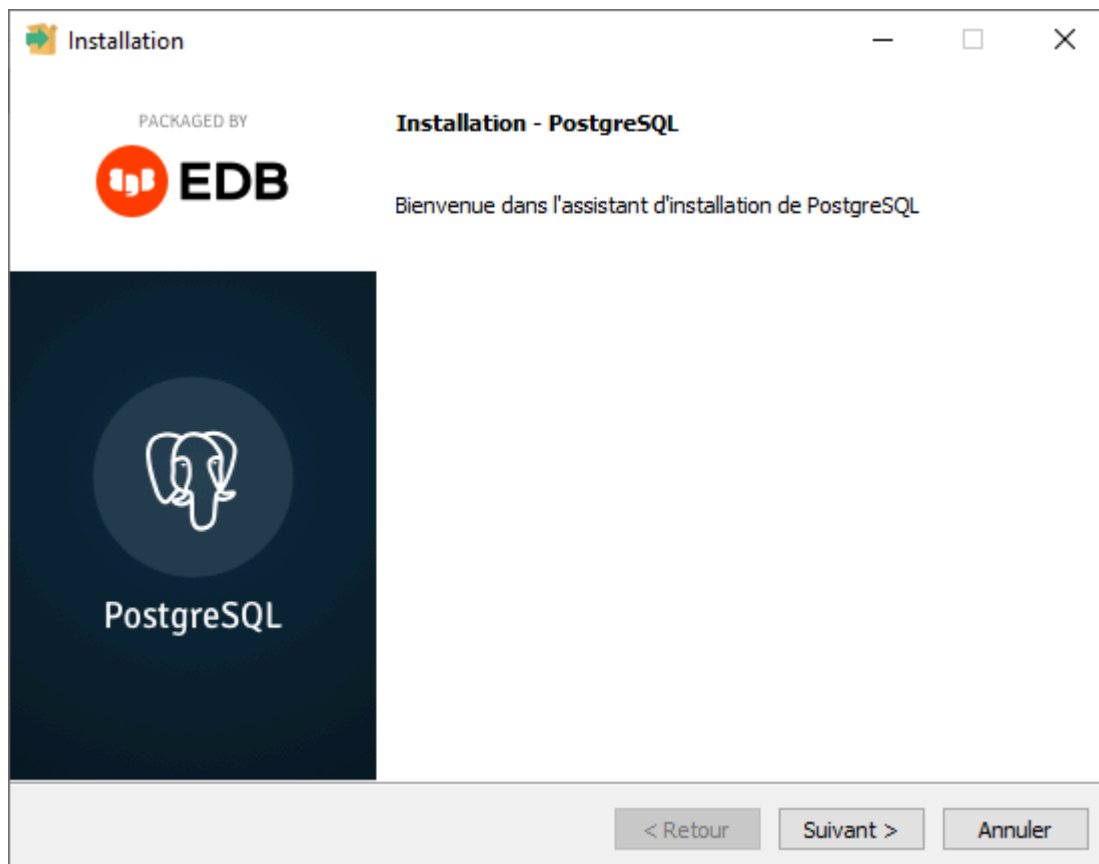 Installation
PACKAGED BY
EDB
Installation - PostgreSQL
Bienvenue dans l'assistant d'installation de PostgreSQL
PostgreSQL
< Retour
Suivant >
Annuler